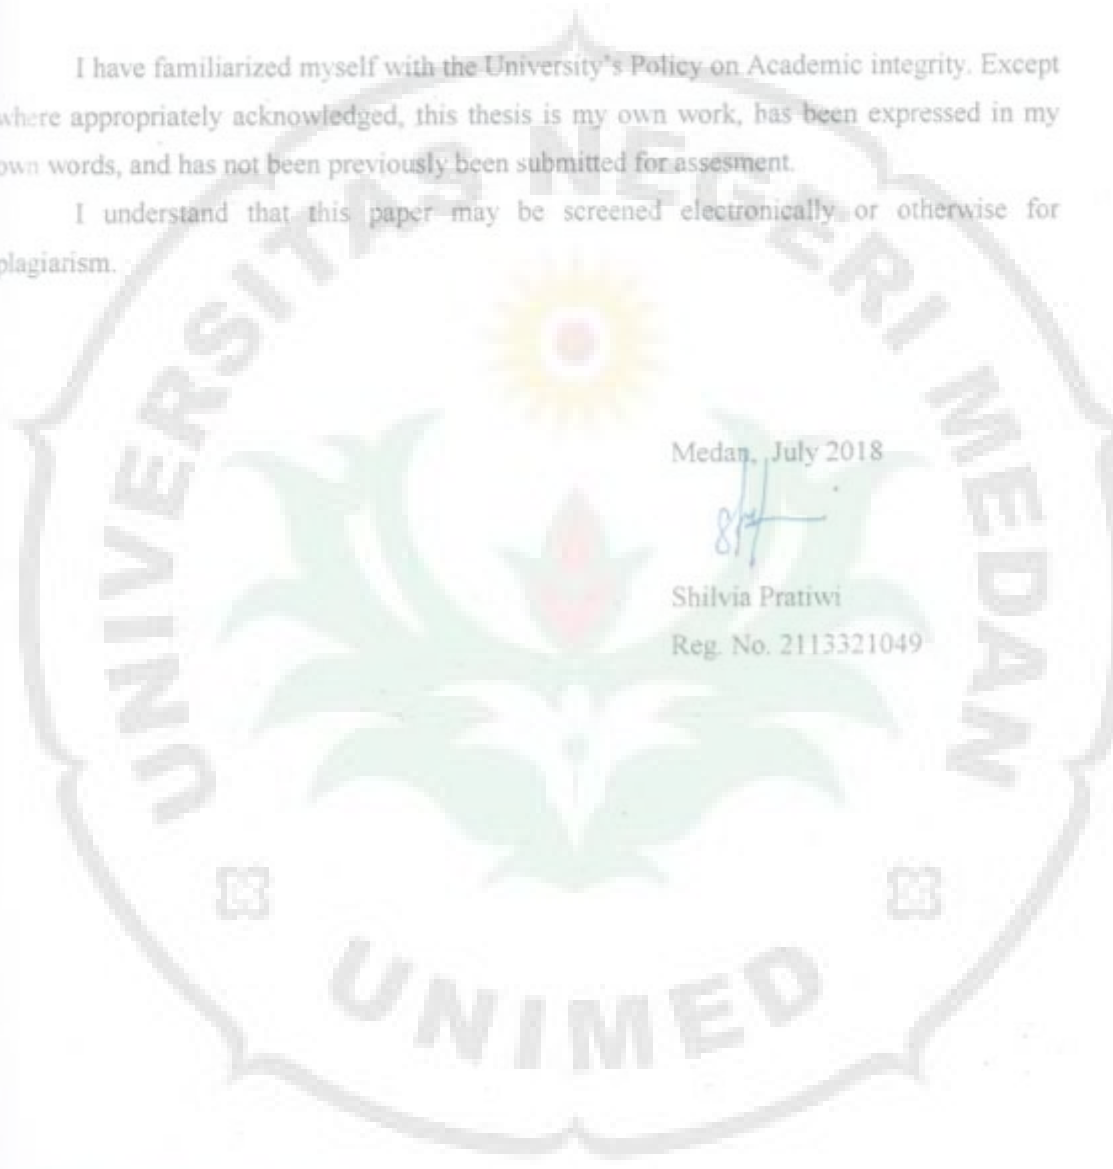 I have familiarized myself with the University's Policy on Academic integrity. Except
where appropriately acknowledged, this thesis is my own work, has been expressed in my
own words, and has not been previously been submitted for assesment.
I understand that this paper may be screened electronically or otherwise for
plagiarism.
Medan, July 2018
Shilvia Pratiwi
Reg. No. 2113321049
UNIVERSITAS NEGERI MEDAN
UNIMED